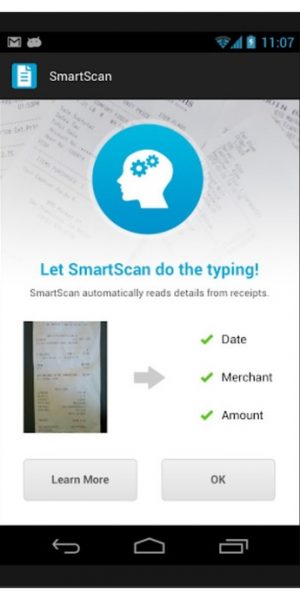 11:07
SmartScan
Let SmartScan do the typing!
SmartScan automatically reads details from receipts.
Date
Merchant
Amount
Learn More
OK